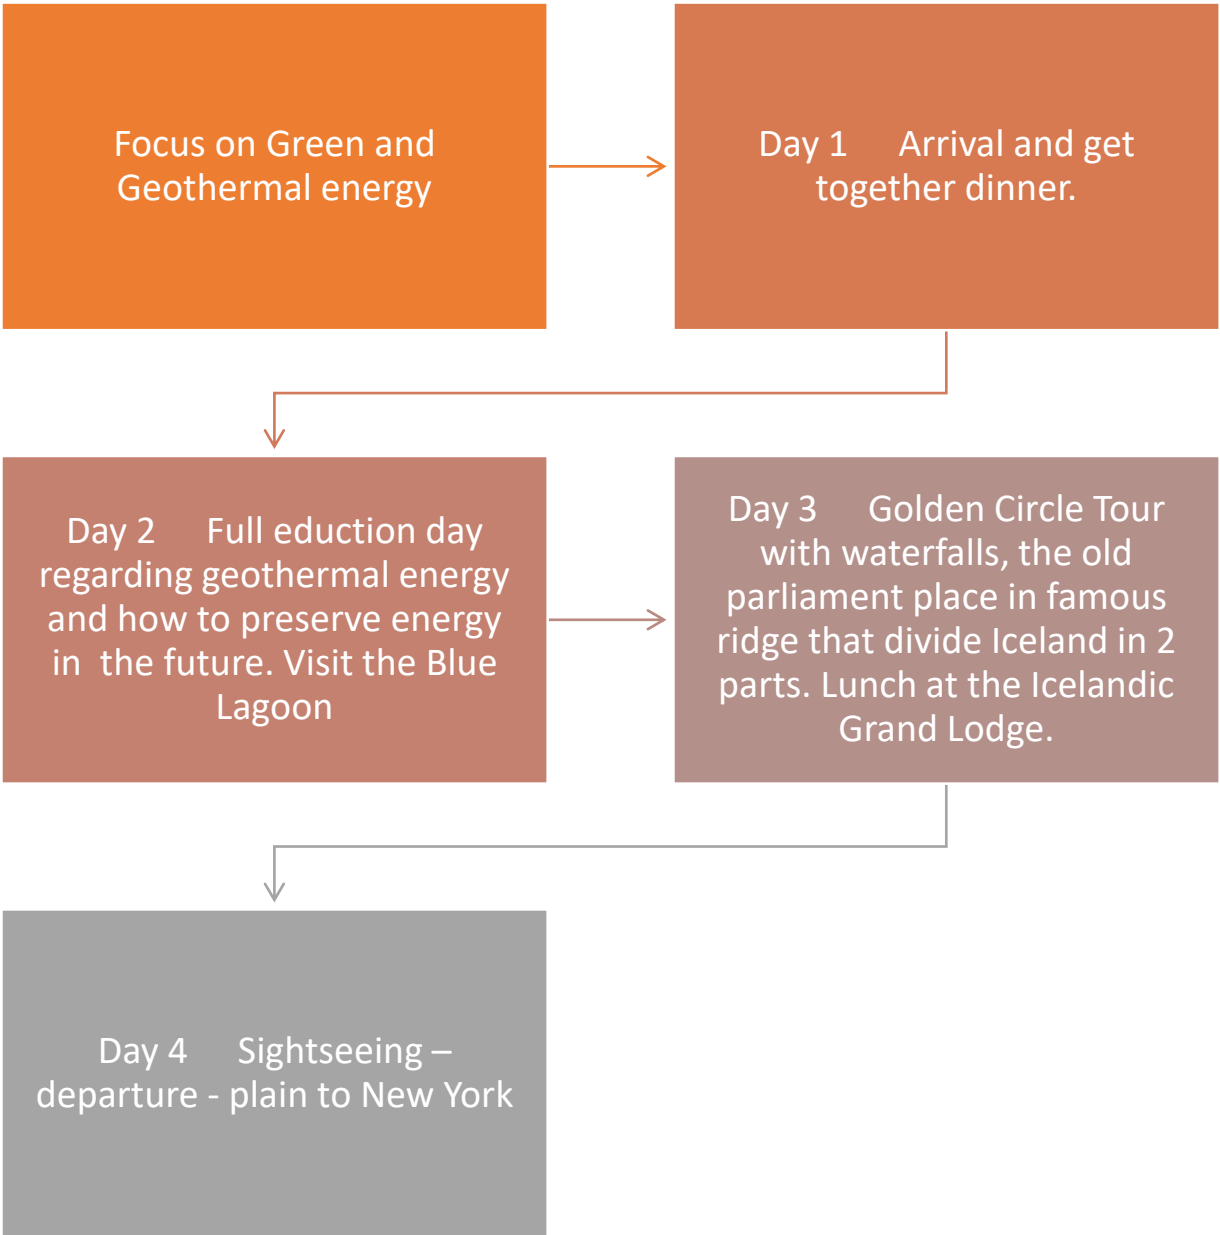 Focus on Green and
Geothermal energy
Day 1 Arrival and get
together dinner.
Day 2 Full eduction day
regarding geothermal energy
and how to preserve energy
in the future. Visit the Blue
Lagoon
Day 3 Golden Circle Tour
with waterfalls, the old
parliament place in famous
ridge that divide Iceland in 2
parts. Lunch at the Icelandic
Grand Lodge.
Day 4 Sightseeing –
departure - plain to New York